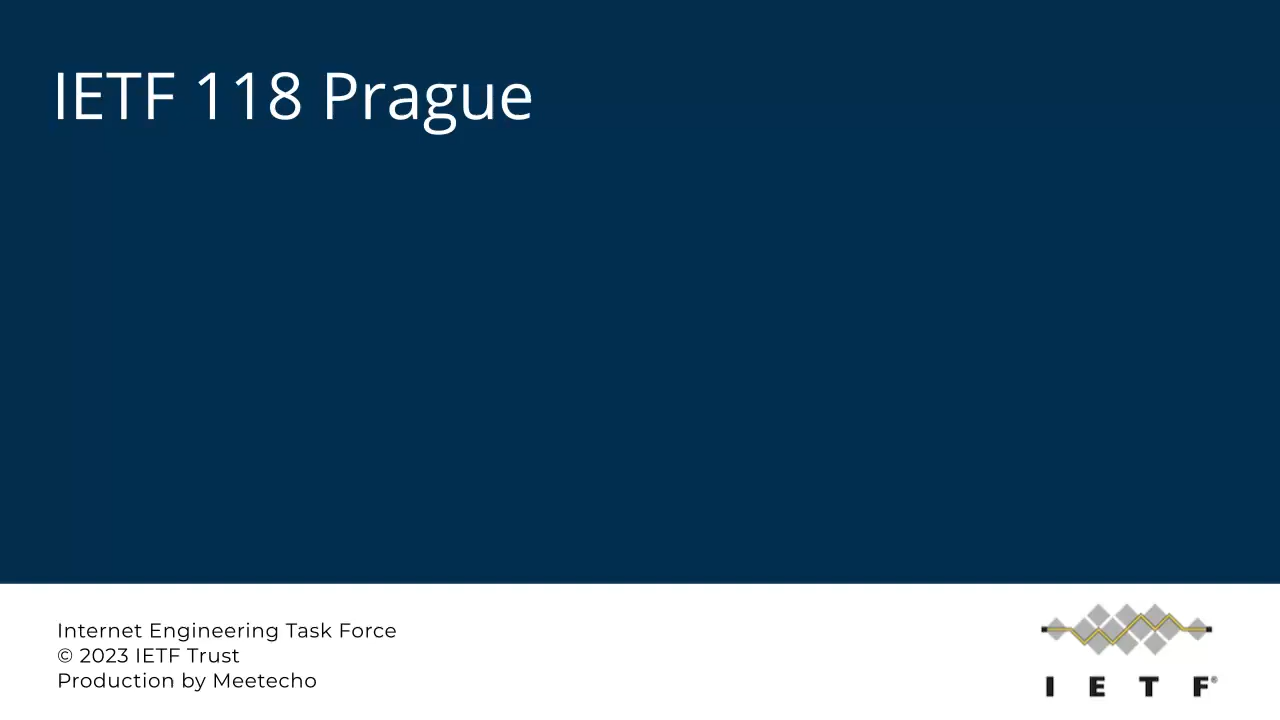 IETF 118 Prague
Internet Engineering Task Force
© 2023 IETF Trust
Production by Meetecho
I E T F®